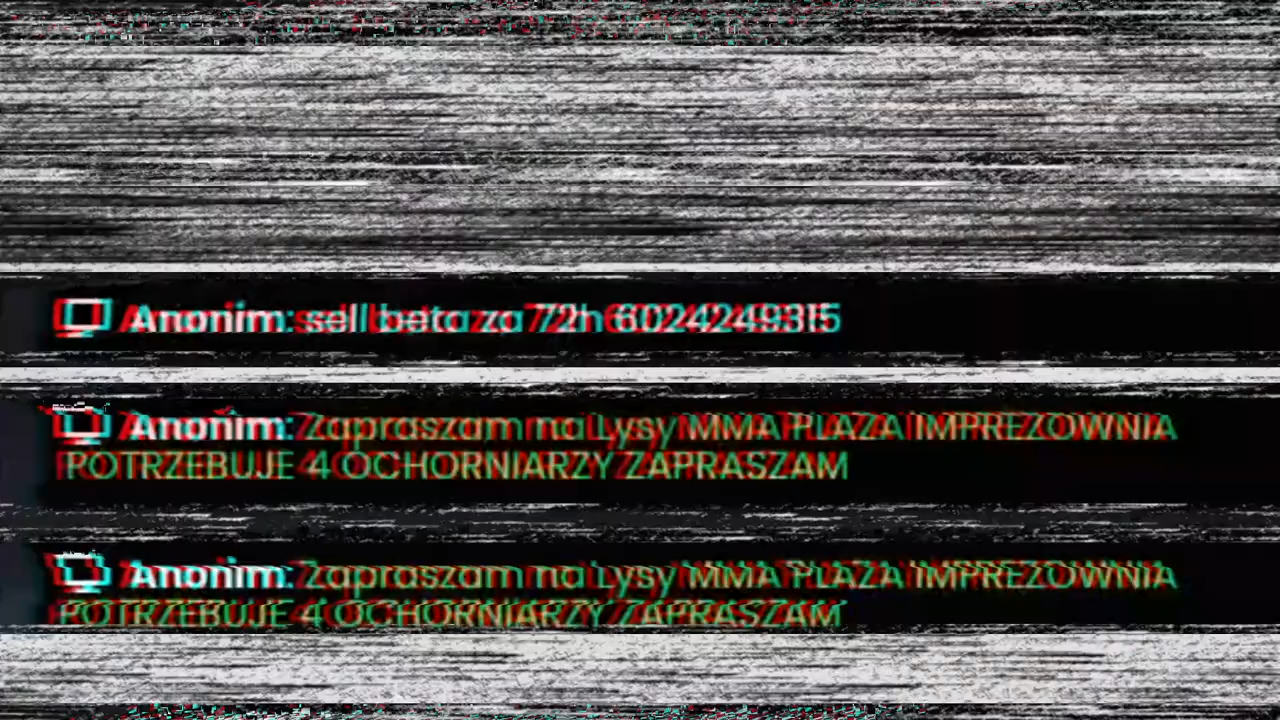 Anonim: sell beta za 72h 6024249315
Anonim: Zapraszam na Lysy MMA PLAZA IMPREZOWNIA
POTRZEBUJE 4 OCHORNIARZY ZAPRASZAM
Anonim: Zapraszam na Lysy MMA PLAZA IMPREZOWNIA
POTRZEBUJE 4 OCHORNIARZY ZAPRASZAM